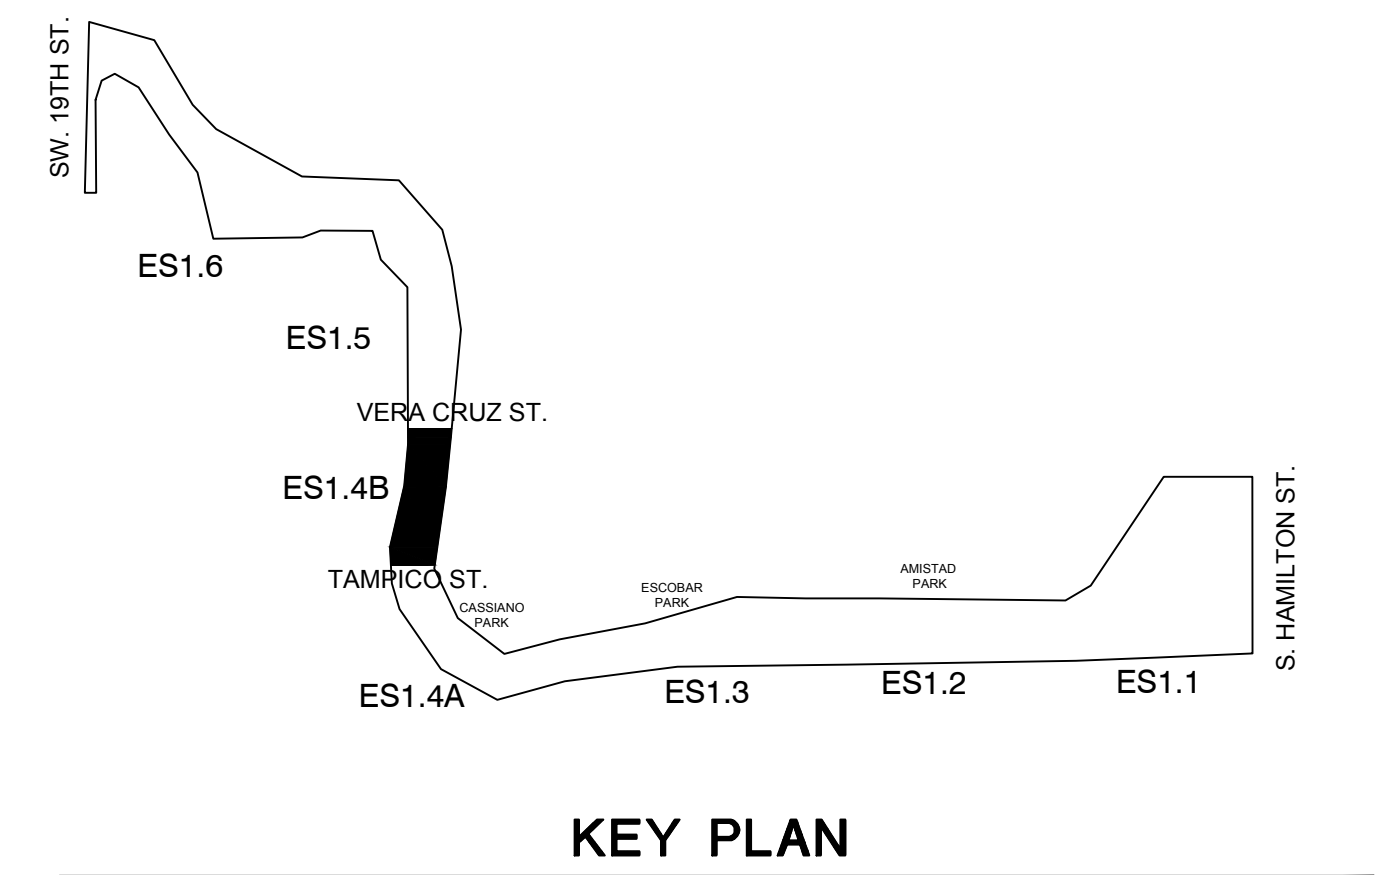 SW. 19TH ST.
ES1.6
ES1.5
VERA CRUZ ST.
ES1.4B
TAMPICO ST.
CASSIANO
PARK
ESCOBAR
PARK
AMISTAD
PARK
S. HAMILTON ST.
ES1.4A
ES1.3
ES1.2
ES1.1
KEY PLAN